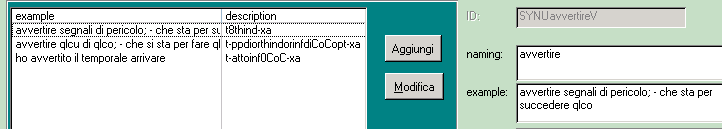 example description
avvertire segnali di pericolo; - che sta per su t8thind-xa
avvertire qlcu di qlco; - che si sta per fare ql t-ppdiorthindorinfdiCoCopt-xa
ho avvertito il temporale arrivare t-attoinf0CoC-xa
Aggiungi
Modifica
ID: SYNUavvertireV
naming: avvertire
example: avvertire segnali di pericolo; - che sta per
succedere qlco